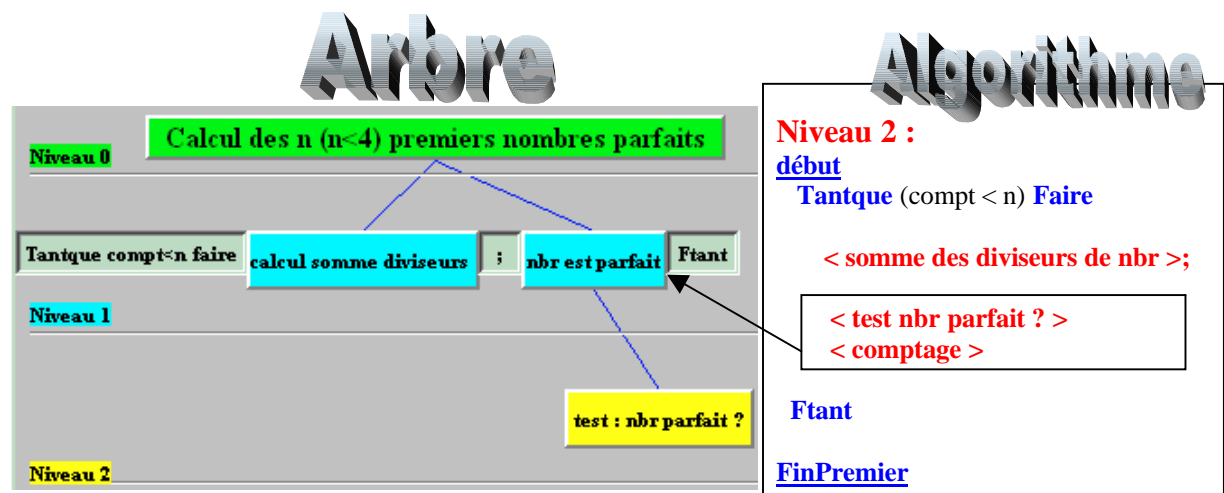 Arbre
Calcul des n (n<4) premiers nombres parfaits
Niveau 0
Tantque compt<n faire calcul somme diviseurs ; nbr est parfait Ftant
Niveau 1
test : nbr parfait ?
Niveau 2
Algorithme
Niveau 2 :
début
Tantque (compt < n) Faire
< somme des diviseurs de nbr >;
< test nbr parfait ? >
< comptage >
Ftant
FinPremier